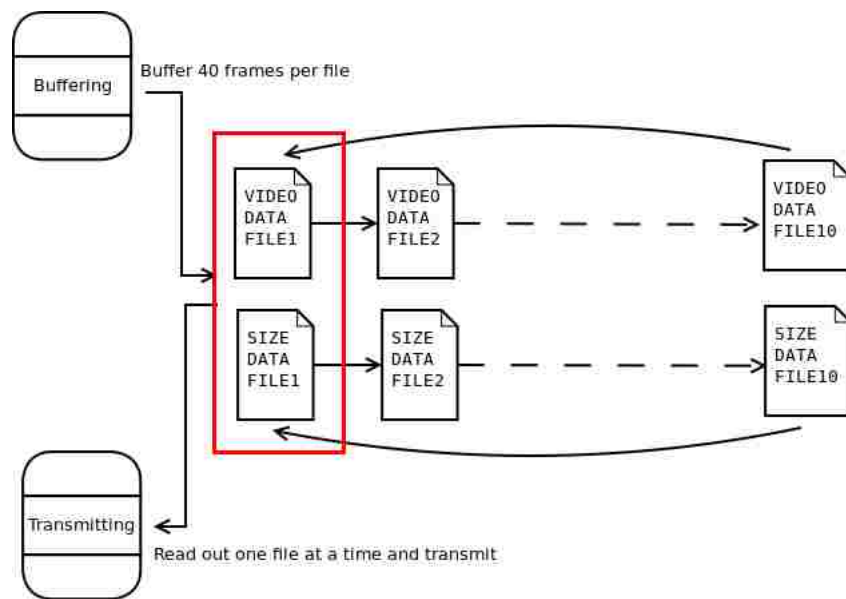 Buffering
Buffer 40 frames per file
VIDEO
DATA
FILE1
VIDEO
DATA
FILE2
VIDEO
DATA
FILE10
SIZE
DATA
FILE1
SIZE
DATA
FILE2
SIZE
DATA
FILE10
Transmitting
Read out one file at a time and transmit